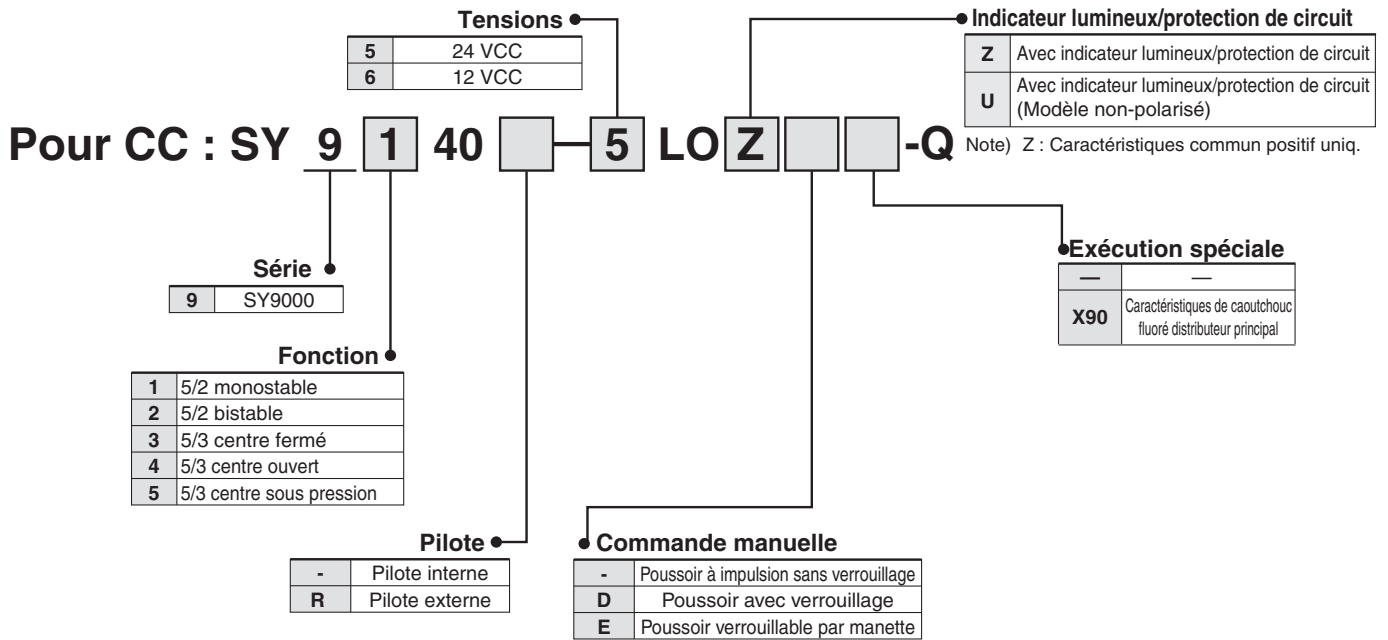 Tensions
5 24 VCC
6 12 VCC
Indicateur lumineux/protection de circuit
Z Avec indicateur lumineux/protection de circuit
U Avec indicateur lumineux/protection de circuit
(Modèle non-polarisé)
Note) Z : Caractéristiques commun positif uniq.
Pour CC : SY 9 1 40 — 5 LO Z -Q
Série
9 SY9000
Fonction
1 5/2 monostable
2 5/2 bistable
3 5/3 centre fermé
4 5/3 centre ouvert
5 5/3 centre sous pression
Pilote
- Pilote interne
R Pilote externe
Commande manuelle
- Poussoir à impulsion sans verrouillage
D Poussoir avec verrouillage
E Poussoir verrouillable par manette
Exécution spéciale
— —
X90 Caractéristiques de caoutchouc
fluoré distributeur principal